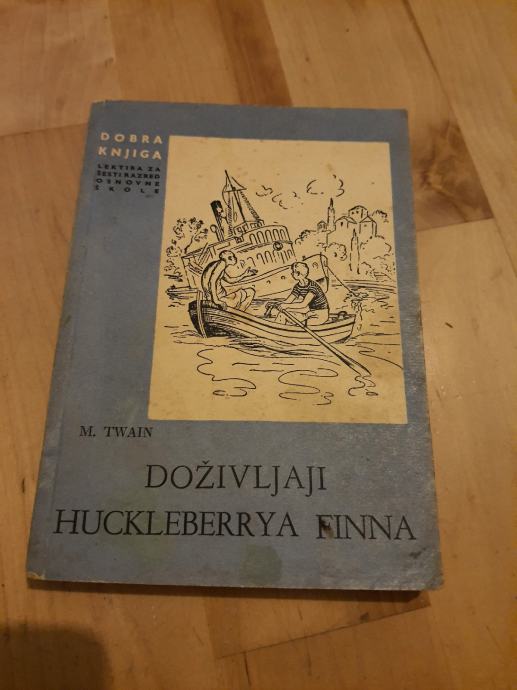 DOBRA
KNJIGA
LEKTIRA ZA
ŠESTI RAZRED
OSNOVNE
ŠKOLE
M. TWAIN
DOŽIVLJAJI
HUCKLEBERRYA FINNA